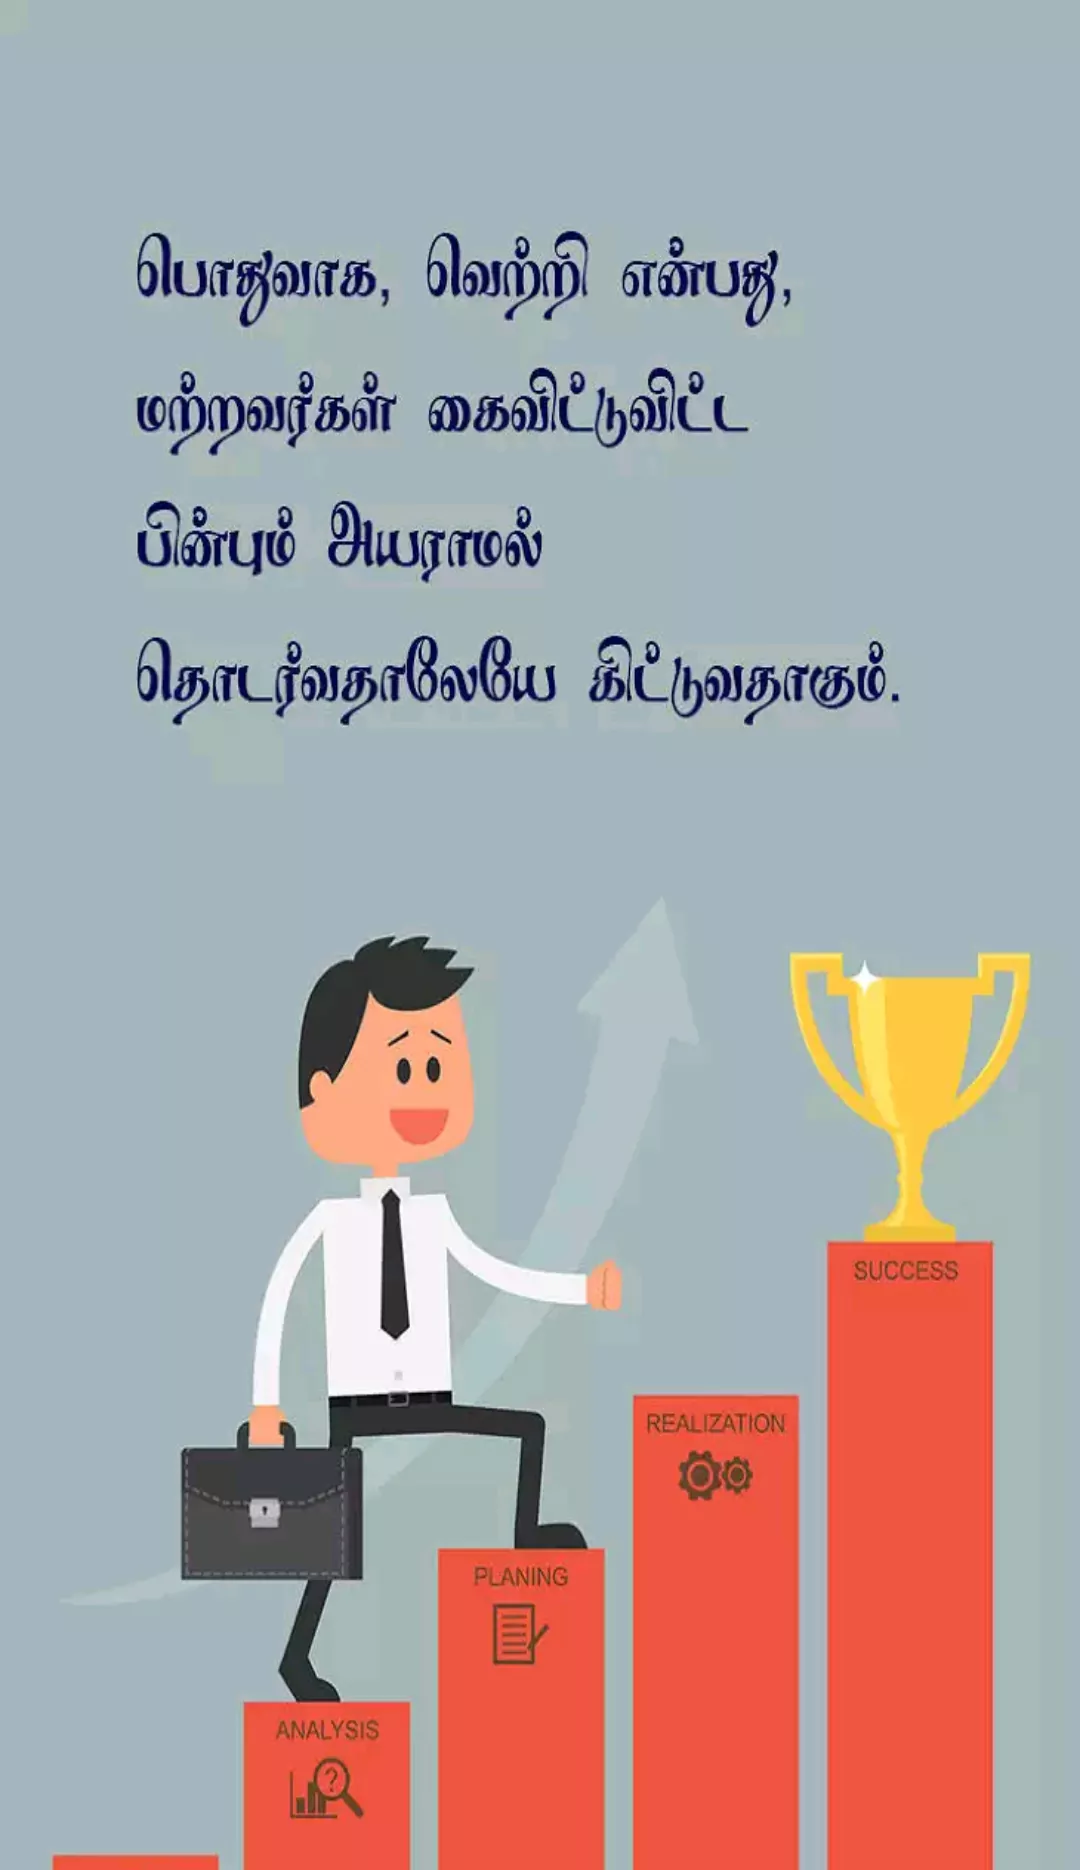 பொதுவாக, வெற்றி என்பது,
மற்றவர்கள் கைவிட்டுவிட்ட
பின்பும் அயராமல்
தொடர்வதாலேயே கிட்டுவதாகும்.
SUCCESS
REALIZATION
PLANING
ANALYSIS
?